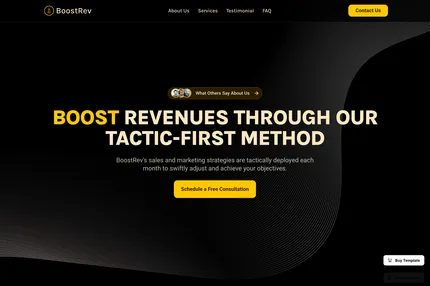 BoostRev
About Us
Services
Testimonial
FAQ
Contact Us
What Others Say About Us
BOOST REVENUES THROUGH OUR
TACTIC-FIRST METHOD
BoostRev's sales and marketing strategies are tactically deployed each
month to swiftly adjust and achieve your objectives.
Schedule a Free Consultation
Buy Template